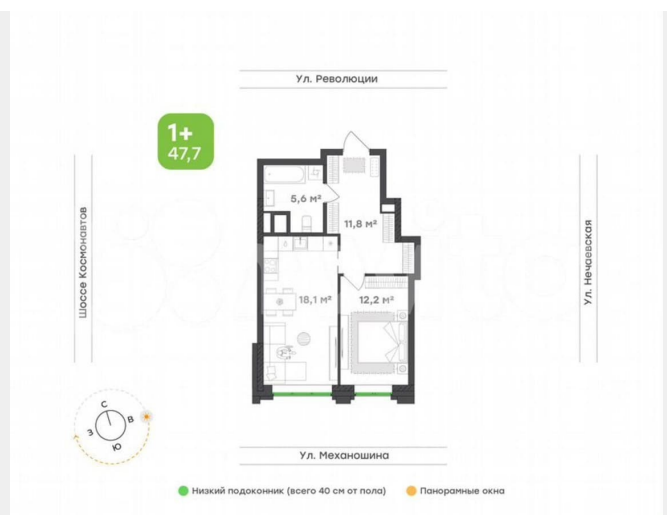 Ул. Революции
1+
47,7
5,6 м²
11,8 м²
Шоссе Космонавтов
Ул. Нечаевская
18,1 м²
12,2 м²
С
В
З
Ю
Ул. Механошина
Низкий подоконник (всего 40 см от пола)
Панорамные окна